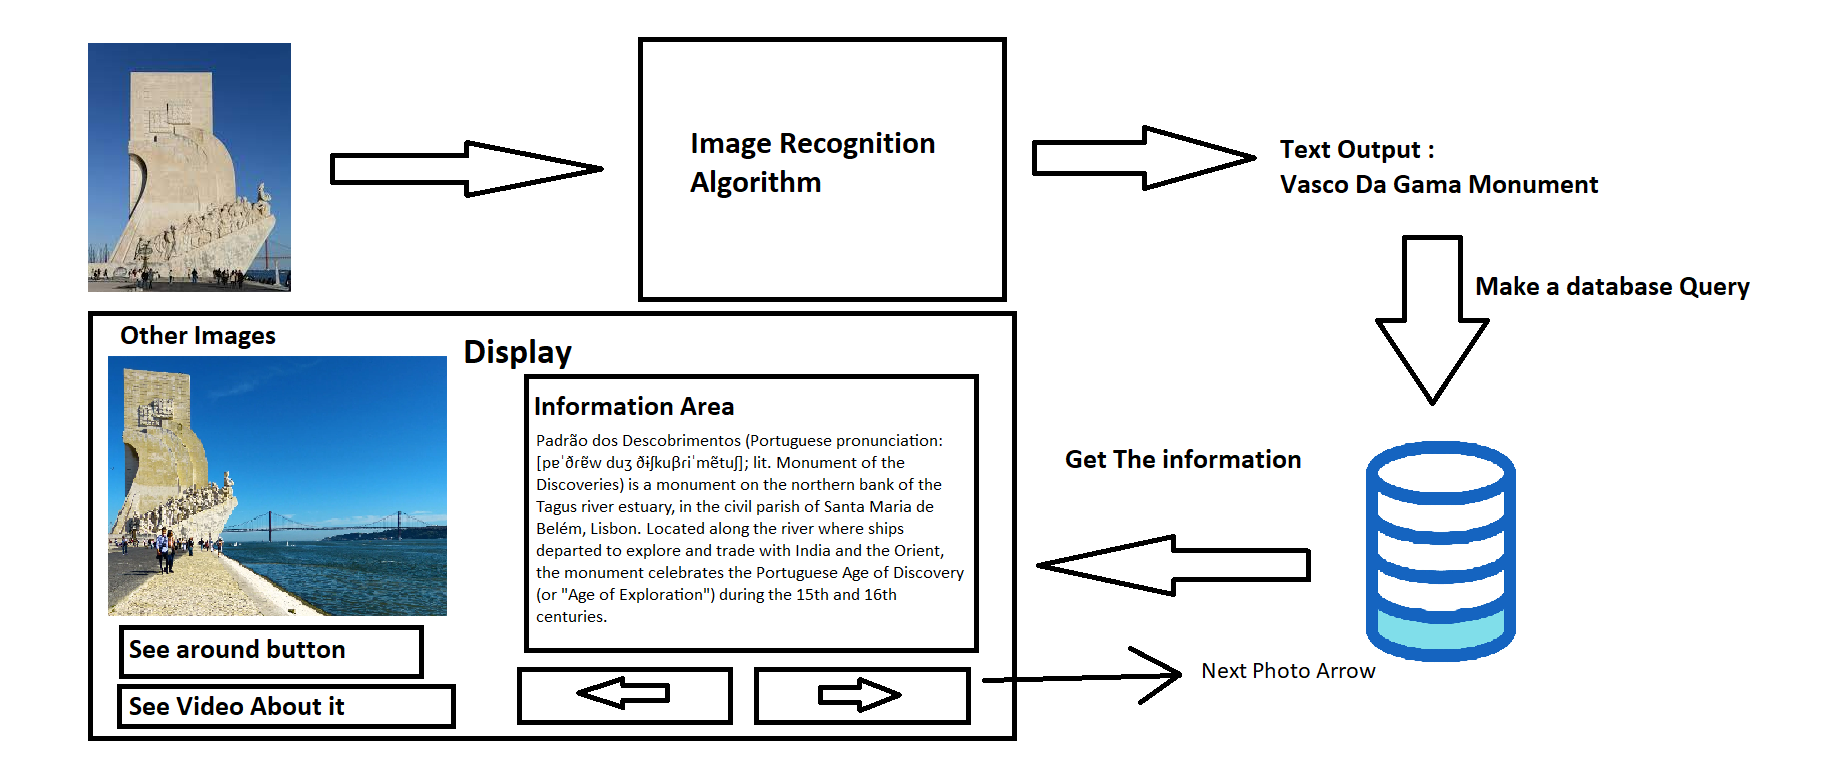 Image Recognition
Algorithm
Text Output :
Vasco Da Gama Monument
Make a database Query
Get The information
Other Images
Display
Information Area
Padrão dos Descobrimentos (Portuguese pronunciation:
[pɐˈðɾɐ̃w duʒ ðɨʃkuβɾiˈmẽtuʃ]; lit. Monument of the
Discoveries) is a monument on the northern bank of the
Tagus river estuary, in the civil parish of Santa Maria de
Belém, Lisbon. Located along the river where ships
departed to explore and trade with India and the Orient,
the monument celebrates the Portuguese Age of Discovery
(or "Age of Exploration") during the 15th and 16th
centuries.
See around button
See Video About it
Next Photo Arrow